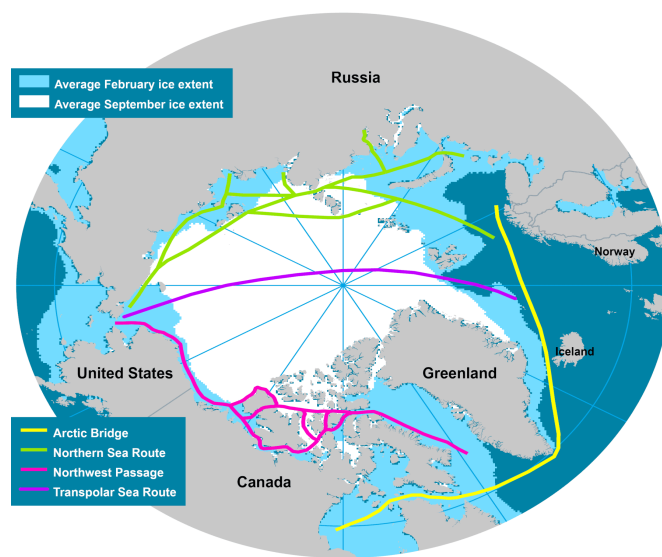 Russia
Average February ice extent
Average September ice extent
Norway
Iceland
United States
Greenland
Canada
Arctic Bridge
Northern Sea Route
Northwest Passage
Transpolar Sea Route